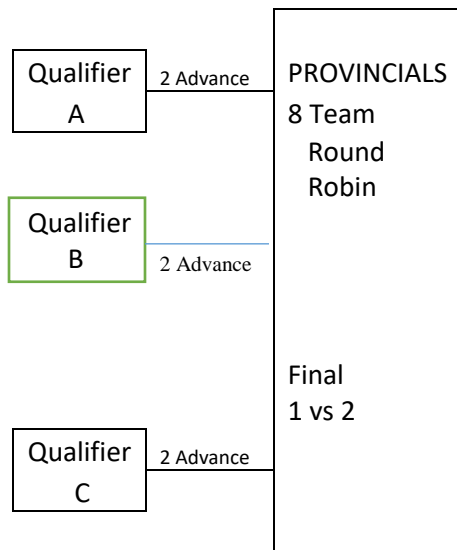 Qualifier
A
2 Advance
PROVINCIALS
8 Team
Round
Robin
Qualifier
B
2 Advance
Final
1 vs 2
Qualifier
C
2 Advance